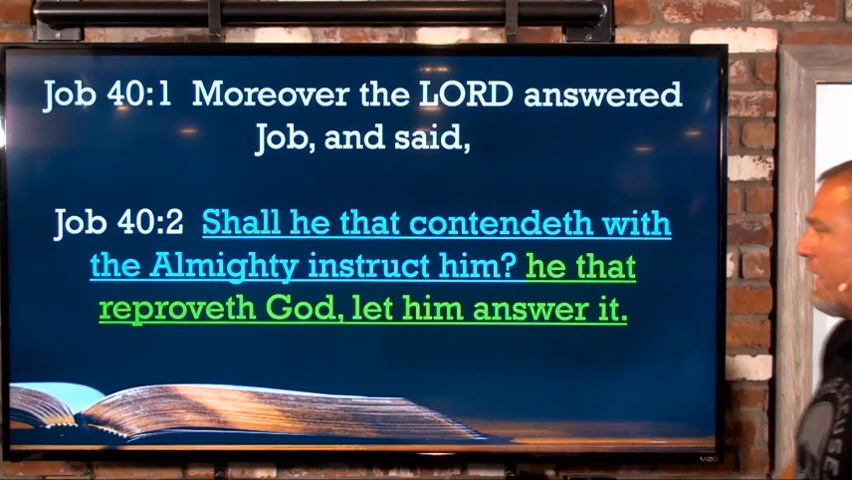 Job 40:1 Moreover the LORD answered
Job, and said,
Job 40:2 Shall he that contendeth with
the Almighty instruct him? he that
reproveth God, let him answer it.
VIZIO